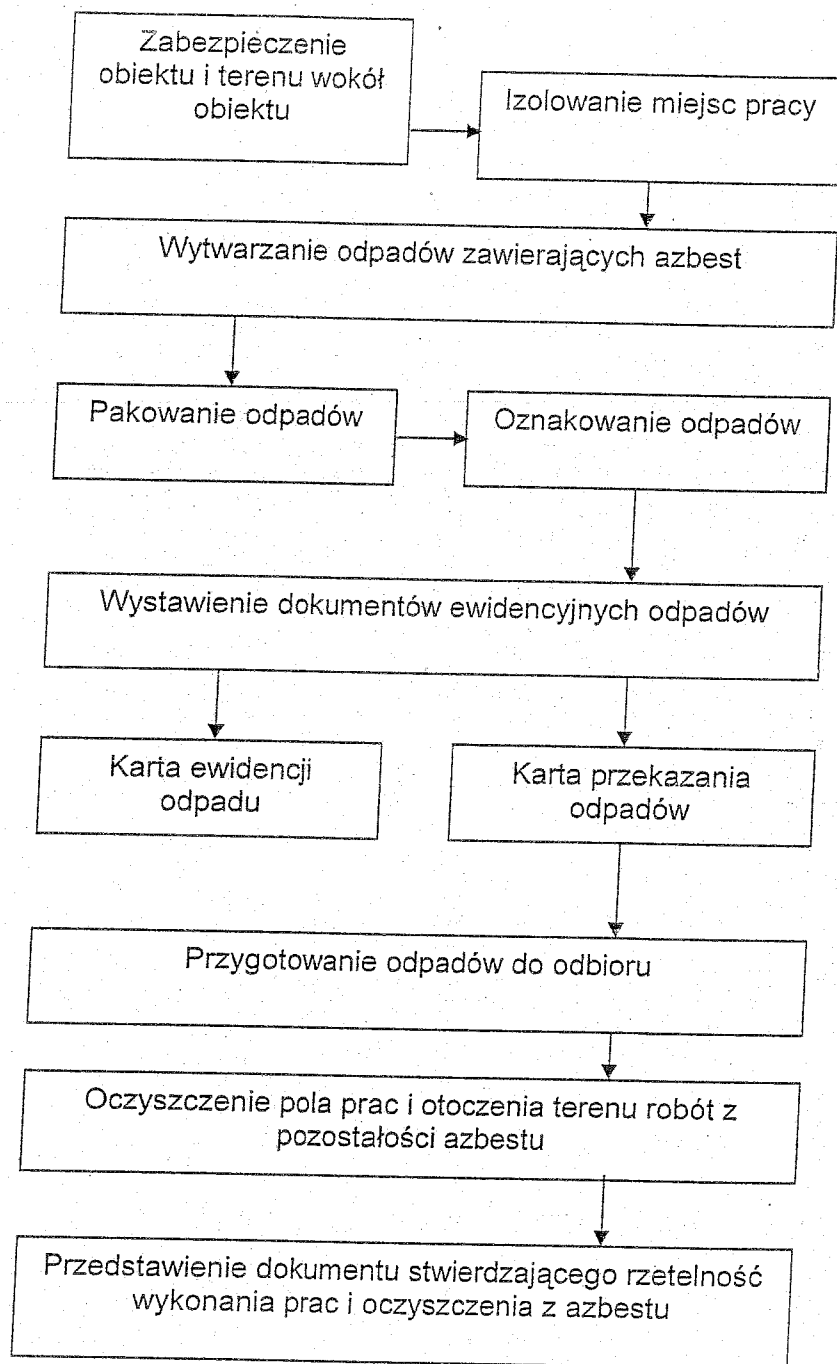 Zabezpieczenie
obiektu i terenu wokół
obiektu
Izolowanie miejsc pracy
Wytwarzanie odpadów zawierających azbest
Pakowanie odpadów
Oznakowanie odpadów
Wystawienie dokumentów ewidencyjnych odpadów
Karta ewidencji
odpadu
Karta przekazania
odpadów
Przygotowanie odpadów do odbioru
Oczyszczenie pola prac i otoczenia terenu robót z
pozostałości azbestu
Przedstawienie dokumentu stwierdzającego rzetelność
wykonania prac i oczyszczenia z azbestu